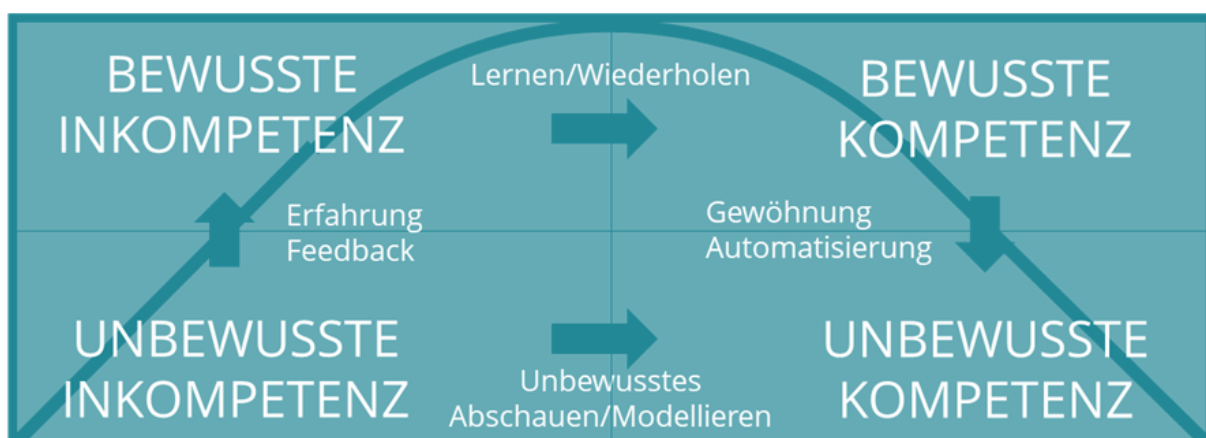 BEWUSSTE
INKOMPETENZ
Lernen/Wiederholen
BEWUSSTE
KOMPETENZ
Erfahrung
Feedback
Gewöhnung
Automatisierung
UNBEWUSSTE
INKOMPETENZ
Unbewusstes
Abschauen/Modellieren
UNBEWUSSTE
KOMPETENZ